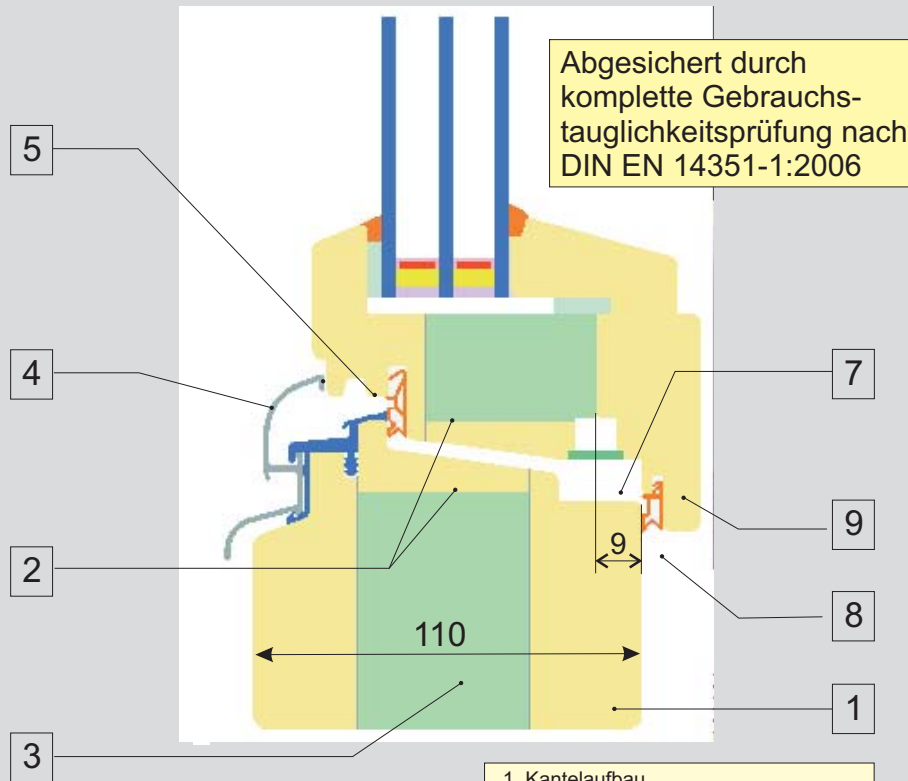 Abgesichert durch
komplette Gebrauchs-
tauglichkeitsprüfung nach
DIN EN 14351-1:2006
5
4
7
9
9
2
8
110
1
3
1 Kantelaufbau